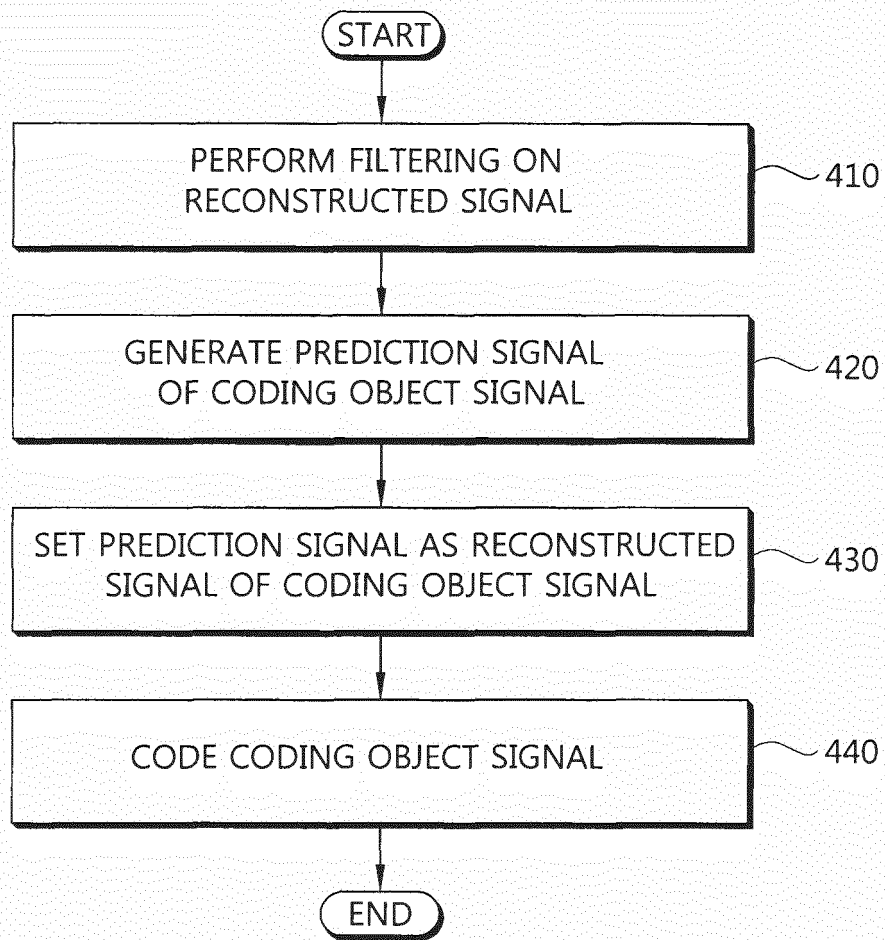 START
PERFORM FILTERING ON
RECONSTRUCTED SIGNAL
410
GENERATE PREDICTION SIGNAL
OF CODING OBJECT SIGNAL
420
SET PREDICTION SIGNAL AS RECONSTRUCTED
SIGNAL OF CODING OBJECT SIGNAL
430
CODE CODING OBJECT SIGNAL
440
END